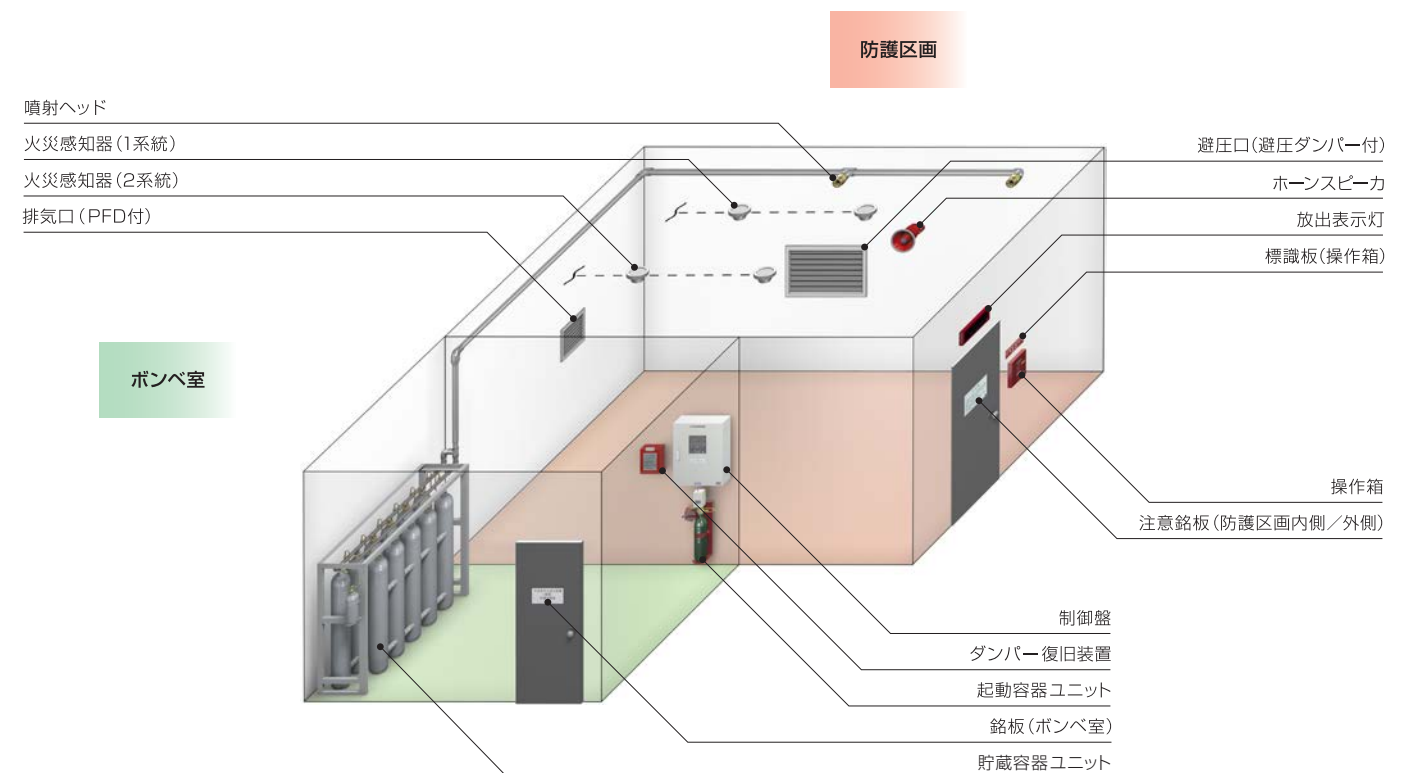 防護区画
噴射ヘッド
火災感知器(1系統)
火災感知器(2系統)
排気口(PFD付)
避圧口(避圧ダンパー付)
ホーンスピーカ
放出表示灯
標識板(操作箱)
ボンベ室
操作箱
注意銘板(防護区画内側/外側)
制御盤
ダンパー復旧装置
起動容器ユニット
銘板(ボンベ室)
貯蔵容器ユニット